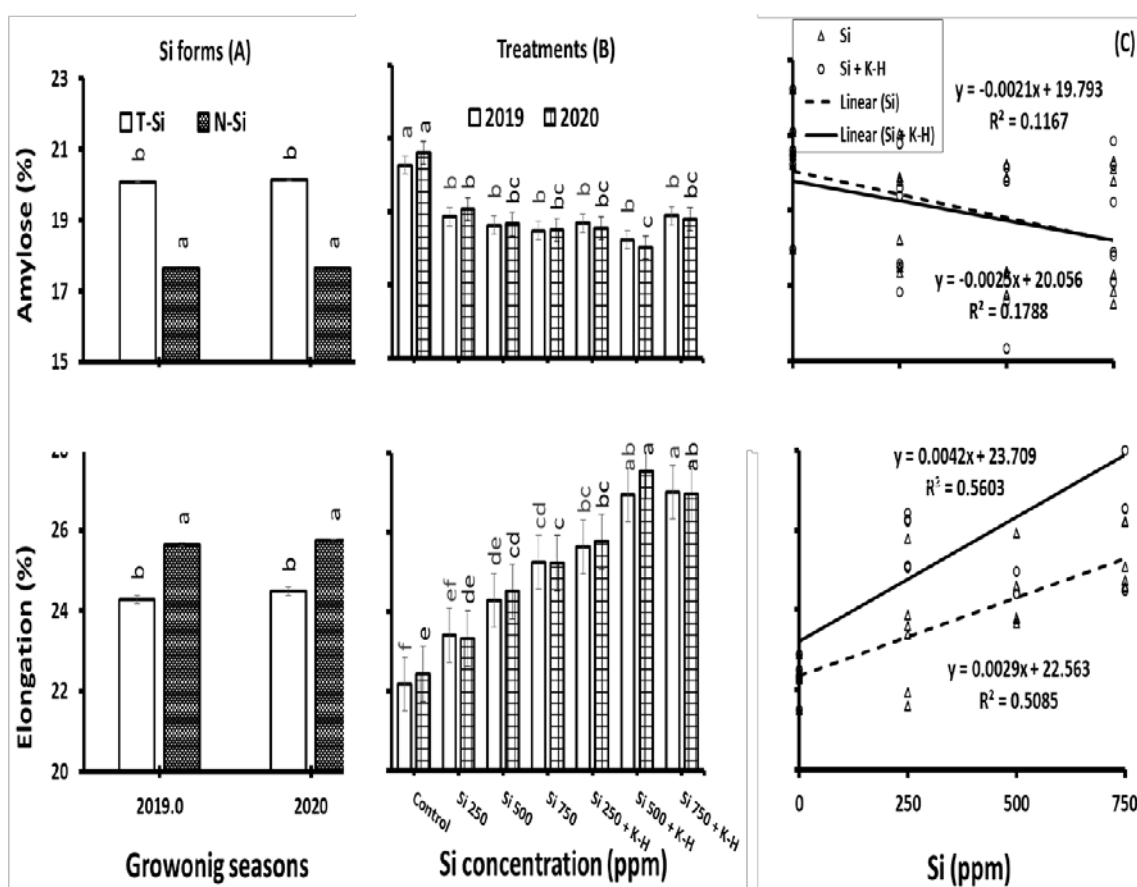 Si forms (A)
Treatments (B)
(C)
Si
Si + K-H
Linear (Si)
Linear (Si + K-H)
T-Si
N-Si
2019
2020
Amylose (%)
23
21
19
17
15
b
a
b
a
a
a
b
b
b
bc
b
bc
b
bc
b
c
b
bc
y = -0.0021x + 19.793
R² = 0.1167
y = -0.0025x + 20.056
R² = 0.1788
Elongation (%)
26
24
22
20
b
a
b
a
f
e
ef
de
de
cd
cd
c
bc
bc
ab
a
ab
ab
y = 0.0042x + 23.709
R² = 0.5603
y = 0.0029x + 22.563
R² = 0.5085
2019.0
2020
Control
Si 250
Si 500
Si 750
Si 250 + K-H
Si 500 + K-H
Si 750 + K-H
0
250
500
750
Growonig seasons
Si concentration (ppm)
Si (ppm)